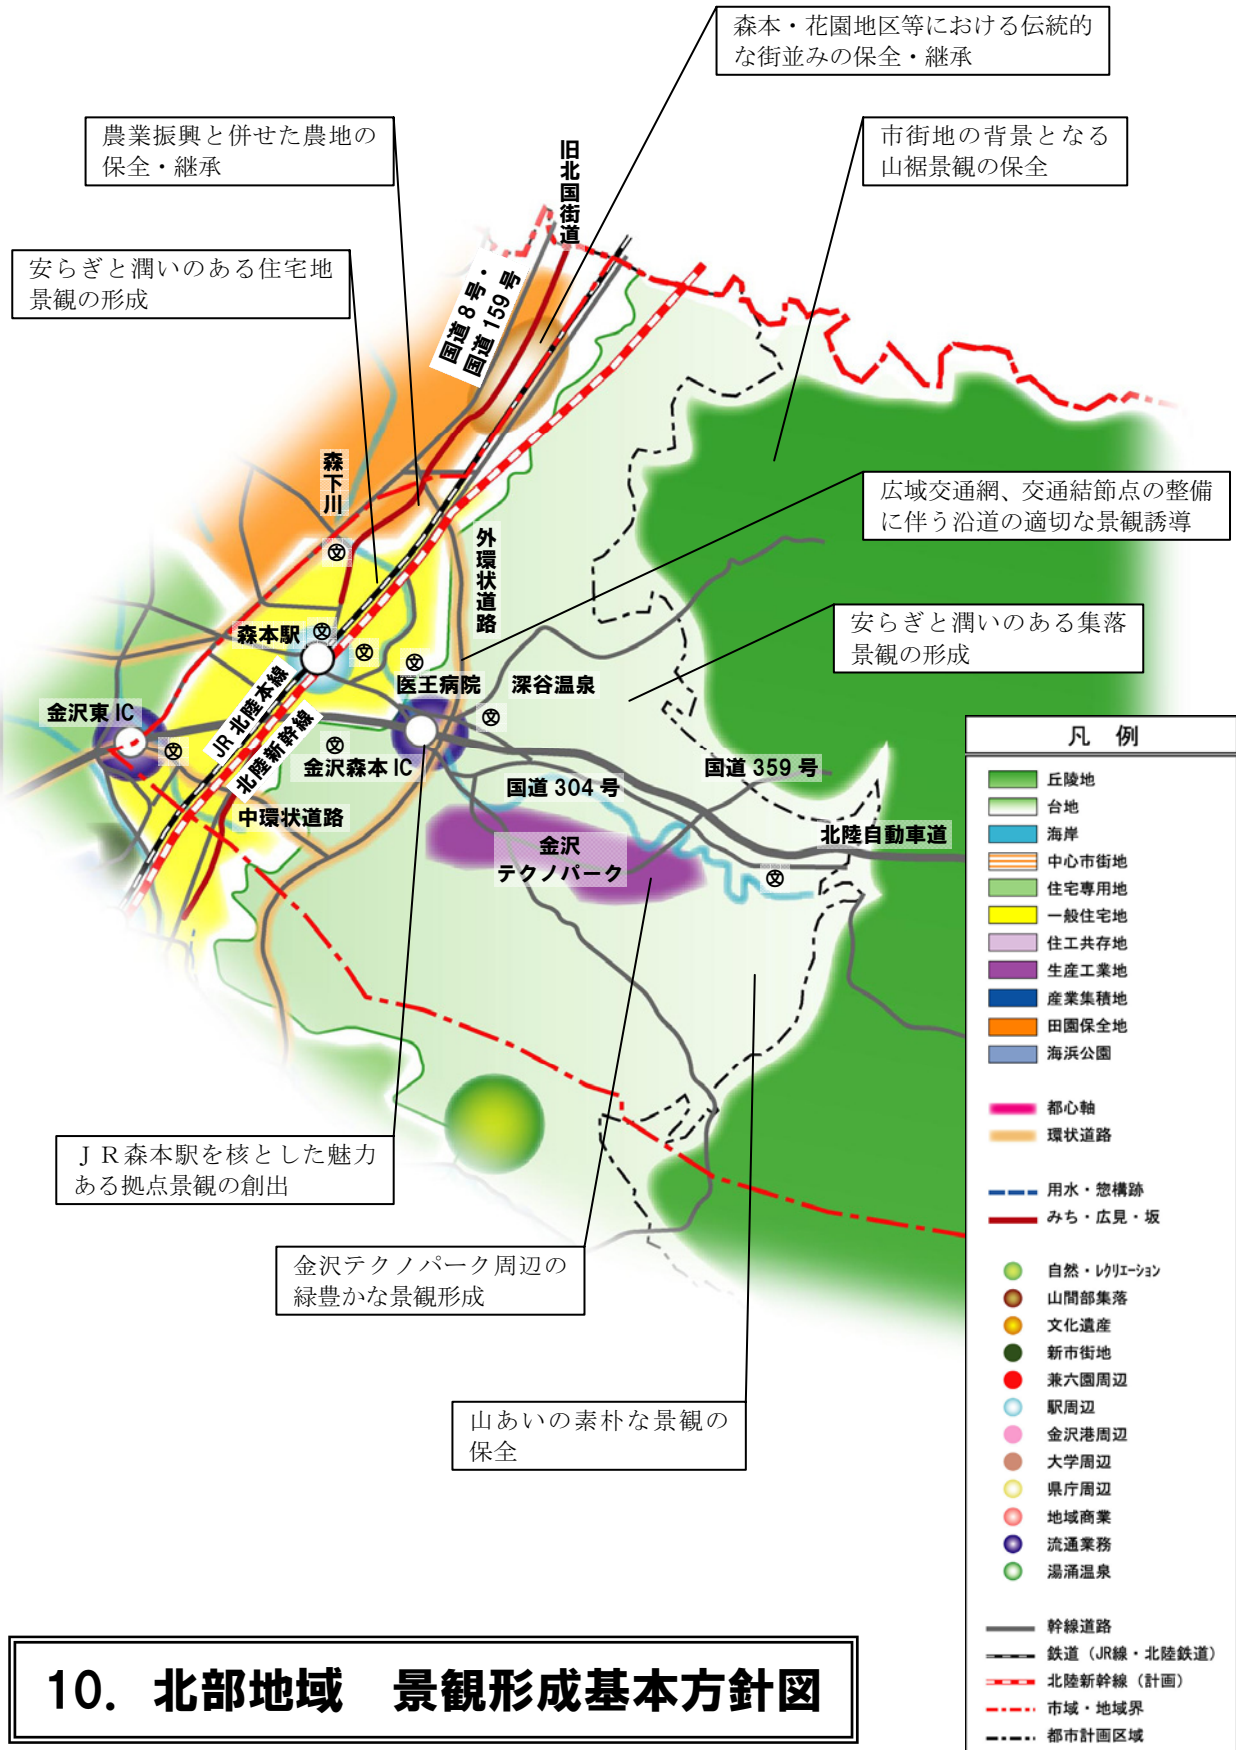 森本・花園地区等における伝統的
な街並みの保全・継承
農業振興と併せた農地の
保全・継承
市街地の背景となる
山裾景観の保全
旧北国街道
安らぎと潤いのある住宅地
景観の形成
国道8号・
国道159号
森下川
広域交通網、交通結節点の整備
に伴う沿道の適切な景観誘導
外環状道路
安らぎと潤いのある集落
景観の形成
森本駅
医王病院
深谷温泉
金沢東IC
JR北陸本線
北陸新幹線
金沢森本IC
国道304号
国道359号
中環状道路
北陸自動車道
金沢
テクノパーク
JR森本駅を核とした魅力
ある拠点景観の創出
金沢テクノパーク周辺の
緑豊かな景観形成
山あいの素朴な景観の
保全
凡 例
丘陵地
台地
海岸
中心市街地
住宅専用地
一般住宅地
住工共存地
生産工業地
産業集積地
田園保全地
海浜公園
都心軸
環状道路
用水・惣構跡
みち・広見・坂
自然・レクリエーション
山間部集落
文化遺産
新市街地
兼六園周辺
駅周辺
金沢港周辺
大学周辺
県庁周辺
地域商業
流通業務
湯涌温泉
幹線道路
鉄道（JR線・北陸鉄道）
北陸新幹線（計画）
市域・地域界
都市計画区域
10. 北部地域 景観形成基本方針図